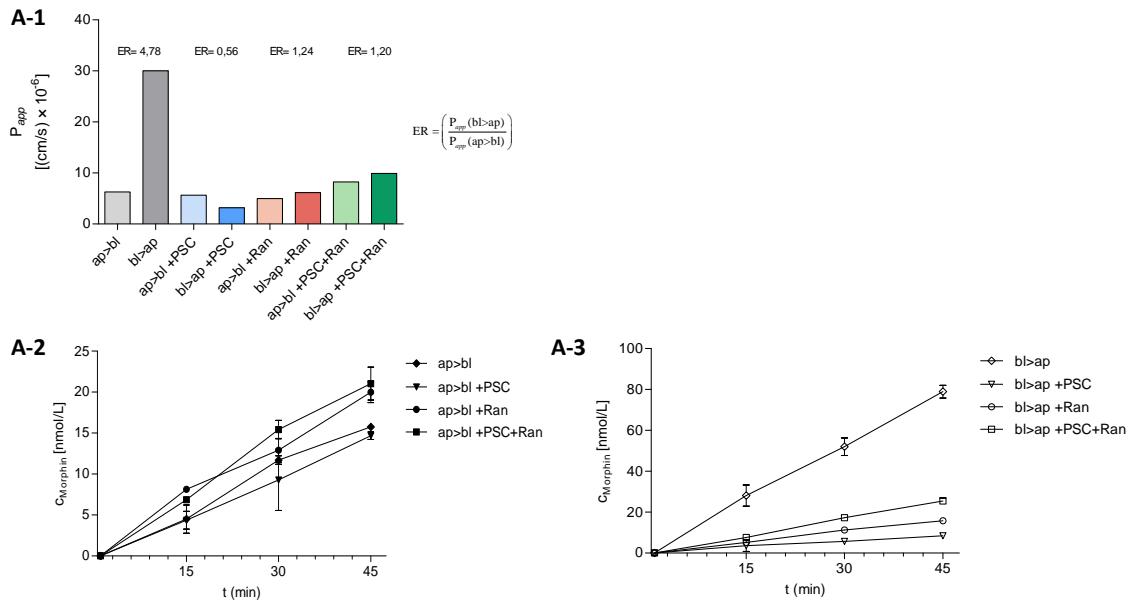 A-1
40
30
20
10
0
P_app
[(cm/s) × 10^-6]
ER= 4,78
ER= 0,56
ER= 1,24
ER= 1,20
ap>bl
bl>ap
ap>bl +PSC
bl>ap +PSC
ap>bl +Ran
bl>ap +Ran
ap>bl +PSC+Ran
bl>ap +PSC+Ran
ER = ( P_app (bl>ap) / P_app (ap>bl) )
A-2
25
20
15
10
5
0
c_Morphin [nmol/L]
15
30
45
t (min)
ap>bl
ap>bl +PSC
ap>bl +Ran
ap>bl +PSC+Ran
A-3
100
80
60
40
20
0
c_Morphin [nmol/L]
15
30
45
t (min)
bl>ap
bl>ap +PSC
bl>ap +Ran
bl>ap +PSC+Ran